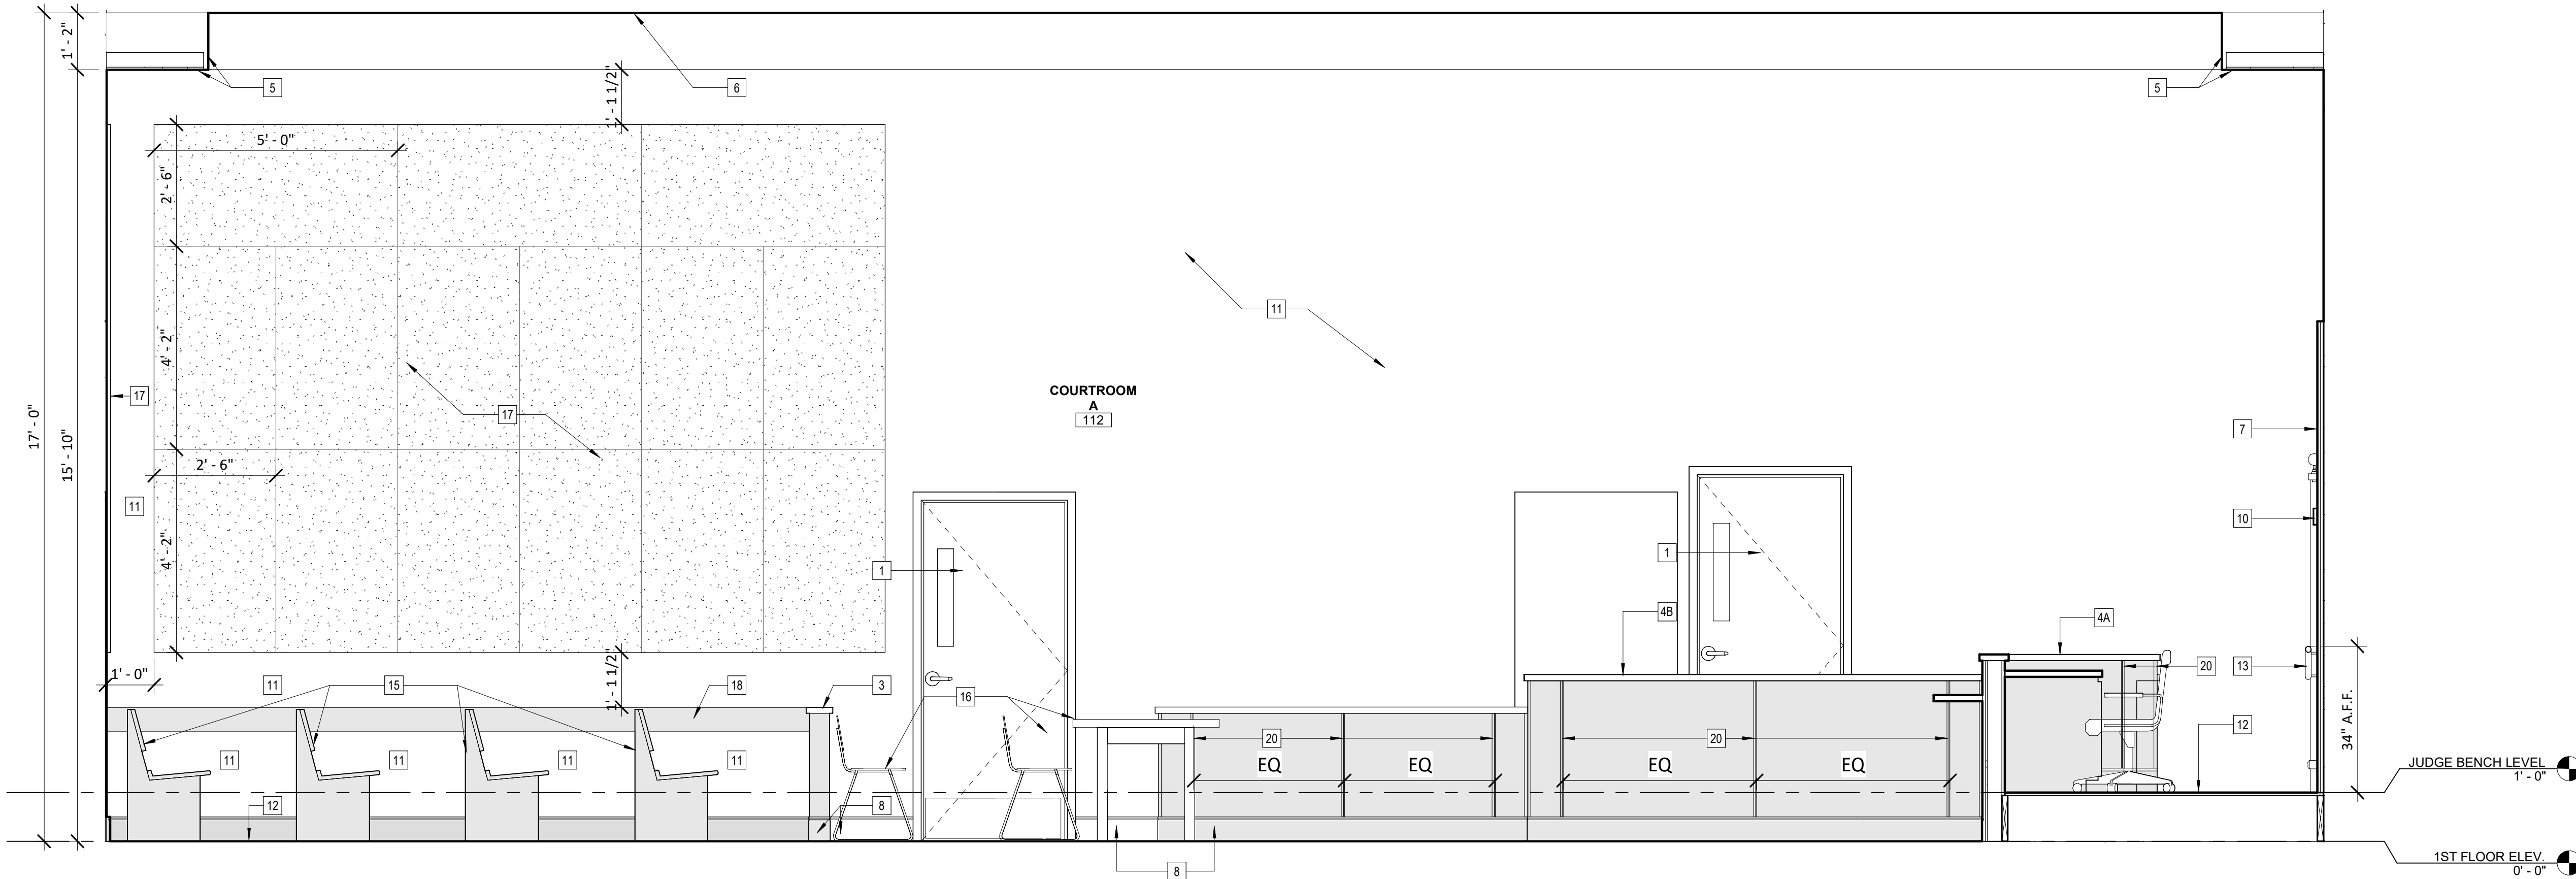 1' - 2"
5
6
1' - 1 1/2"
5
5' - 0"
2' - 6"
11
4' - 2"
17
17
COURTROOM
A
112
17' - 0"
15' - 10"
7
2' - 6"
11
10
4' - 2"
1
1
4B
4A
1' - 0"
11
15
1' - 1 1/2"
18
3
16
20
13
34" A.F.F.
12
20
20
11
11
11
11
EQ
EQ
EQ
EQ
JUDGE BENCH LEVEL
1' - 0"
12
8
8
1ST FLOOR ELEV.
0' - 0"